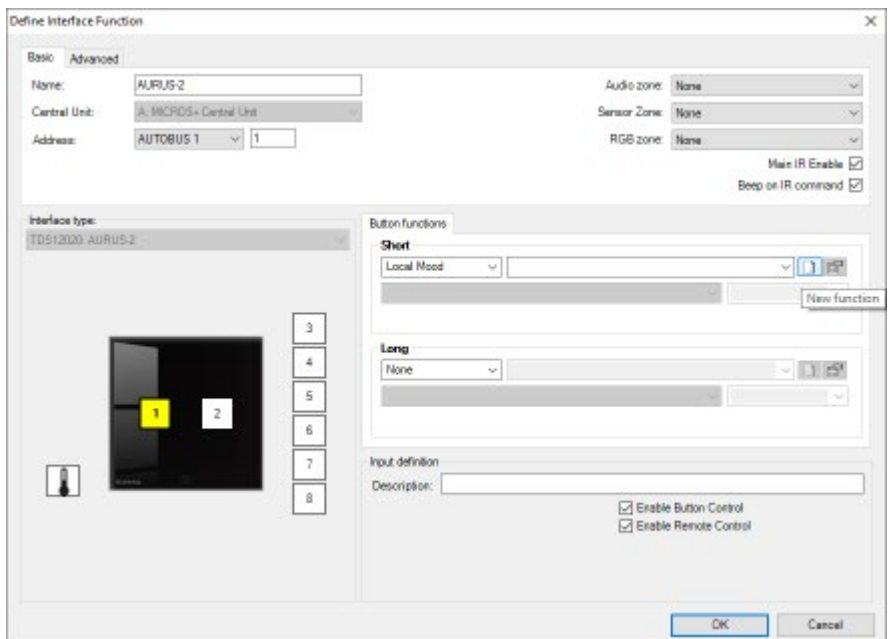 Define Interface Function
Basic Advanced
Name: AURUS-2
Audio zone: None
Central Unit: A: MICROS+ Central Unit
Sensor Zone: None
Address: AUTOBUS 1 1
RGB zone: None
Main IR Enable
Beep on IR command
Interface type:
TDS12020: AURUS-2
Button functions
Short
Local Mood
New function
Long
None
1
2
3
4
5
6
7
8
Input definition
Description:
Enable Button Control
Enable Remote Control
OK Cancel